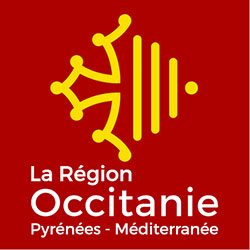 La Région
Occitanie
Pyrénées - Méditerranée